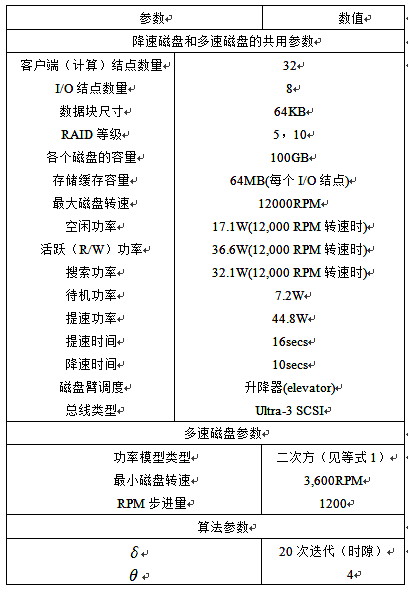 参数 数值
降速磁盘和多速磁盘的共用参数
客户端（计算）结点数量 32
I/O 结点数量 8
数据块尺寸 64KB
RAID 等级 5，10
各个磁盘的容量 100GB
存储缓存容量 64MB(每个 I/O 结点)
最大磁盘转速 12000RPM
空闲功率 17.1W(12,000 RPM 转速时)
活跃（R/W）功率 36.6W(12,000 RPM 转速时)
搜索功率 32.1W(12,000 RPM 转速时)
待机功率 7.2W
提速功率 44.8W
提速时间 16secs
降速时间 10secs
磁盘臂调度 升降器(elevator)
总线类型 Ultra-3 SCSI
多速磁盘参数
功率模型类型 二次方（见等式 1）
最小磁盘转速 3,600RPM
RPM 步进量 1200
算法参数
δ 20 次迭代（时隙）
θ 4